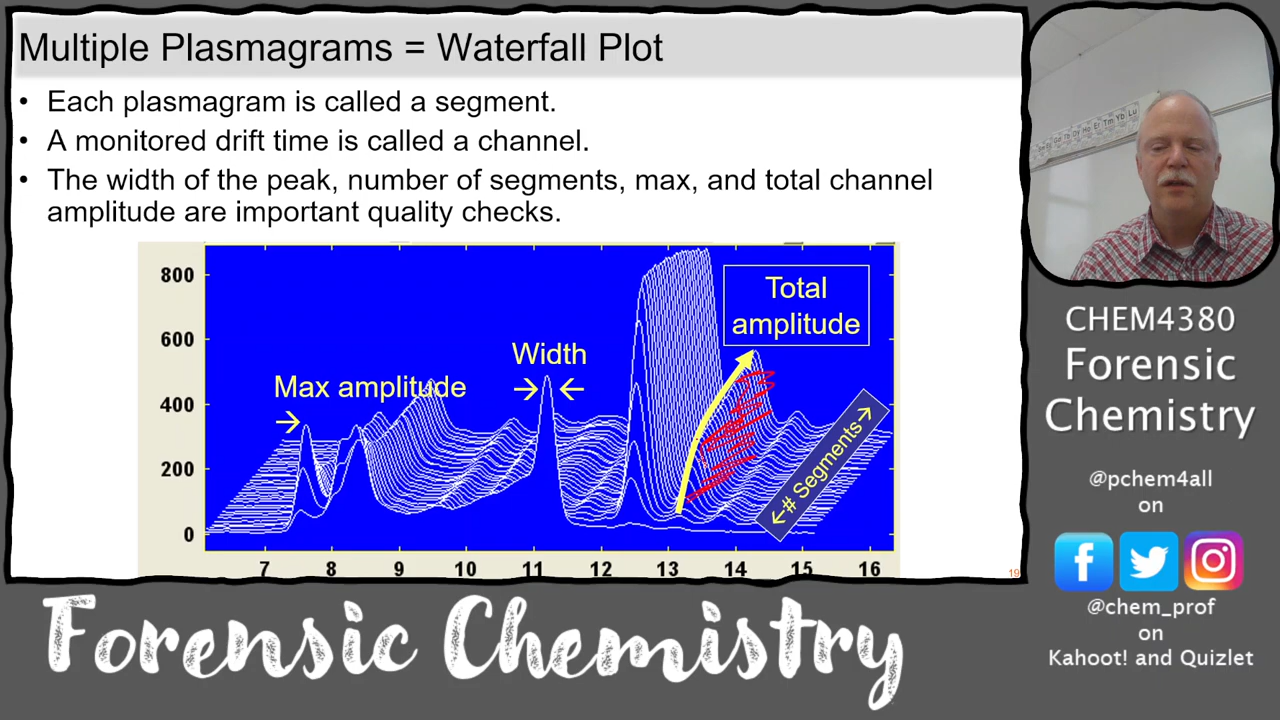 Multiple Plasmagrams = Waterfall Plot
• Each plasmagram is called a segment.
• A monitored drift time is called a channel.
• The width of the peak, number of segments, max, and total channel
amplitude are important quality checks.
800
600
400
200
0
Total
amplitude
Width
→ ←
Max amplitude
→
←# Segments→
7 8 9 10 11 12 13 14 15 16
19
CHEM4380
Forensic
Chemistry
@pchem4all
on
@chem_prof
on
Kahoot! and Quizlet
Forensic Chemistry